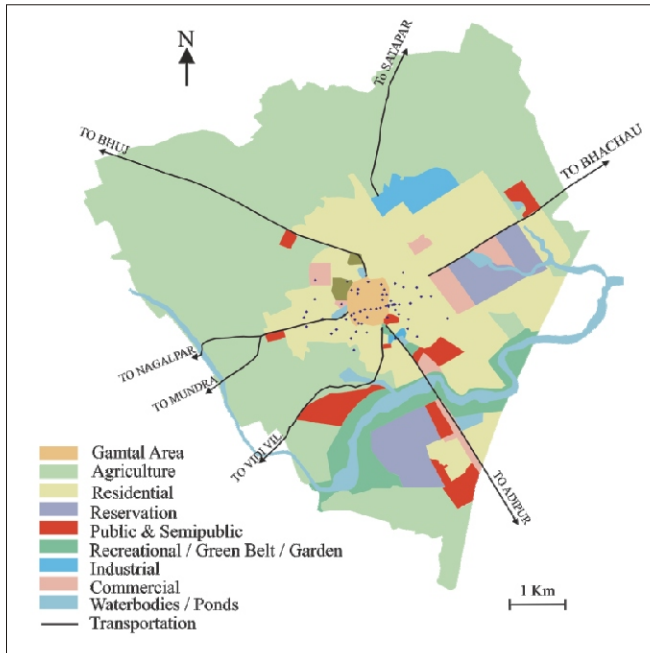 N
To SATAPAR
TO BHUJ
TO BHACHAU
TO NAGALPAR
TO MUNDRA
TO VIDI VIL
TO ADIPUR
Gamtal Area
Agriculture
Residential
Reservation
Public & Semipublic
Recreational / Green Belt / Garden
Industrial
Commercial
Waterbodies / Ponds
Transportation
1 Km